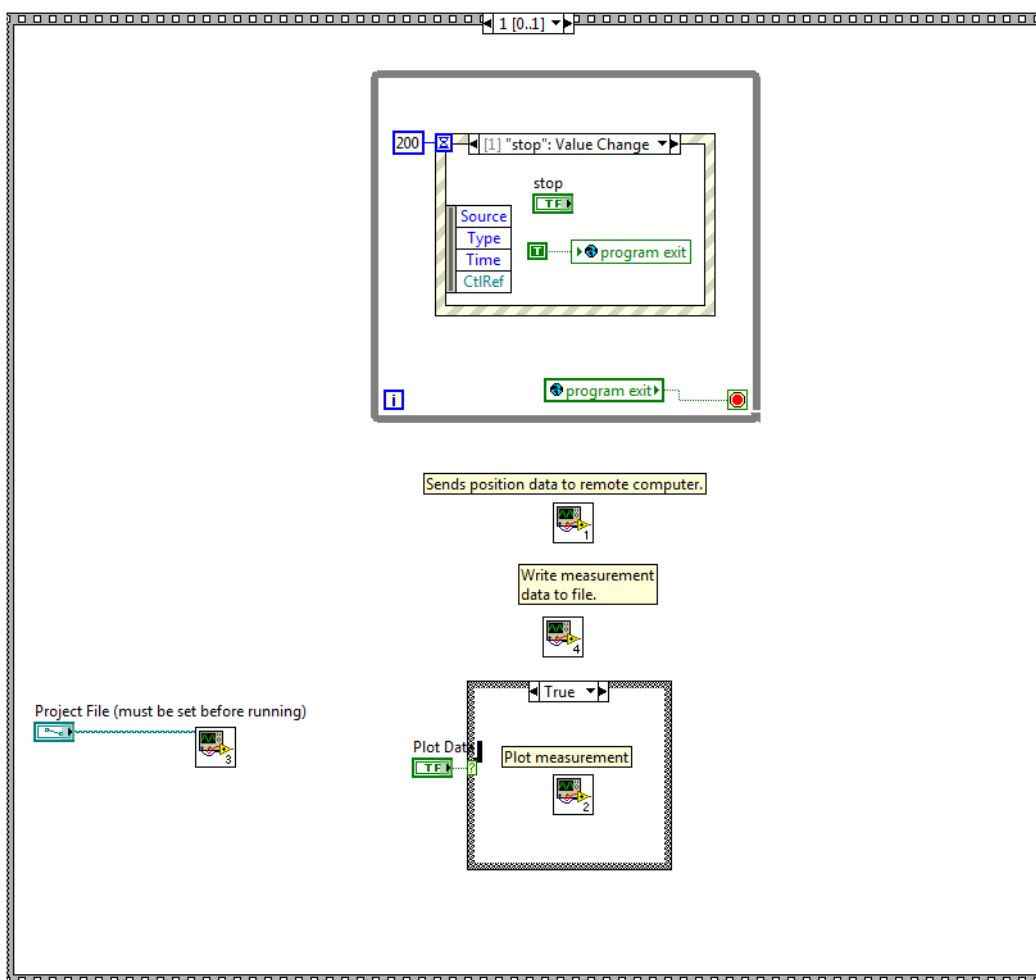 1 [0..1]
200
[1] "stop": Value Change
stop
TF
Source
Type
Time
CtlRef
T
program exit
program exit
i
Sends position data to remote computer.
1
Write measurement
data to file.
4
True
Project File (must be set before running)
3
Plot Data
TF
?
Plot measurement
2